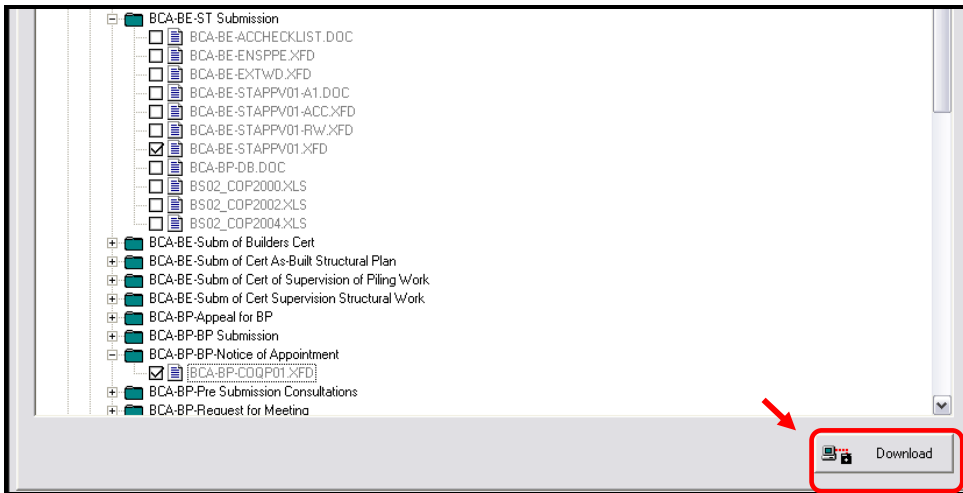 BCA-BE-ST Submission
BCA-BE-ACCHECKLIST.DOC
BCA-BE-ENSPPE.XFD
BCA-BE-EXTWD.XFD
BCA-BE-STAPPV01-A1.DOC
BCA-BE-STAPPV01-ACC.XFD
BCA-BE-STAPPV01-RW.XFD
BCA-BE-STAPPV01.XFD
BCA-BP-DB.DOC
BS02_COP2000.XLS
BS02_COP2002.XLS
BS02_COP2004.XLS
BCA-BE-Subm of Builders Cert
BCA-BE-Subm of Cert As-Built Structural Plan
BCA-BE-Subm of Cert of Supervision of Piling Work
BCA-BE-Subm of Cert Supervision Structural Work
BCA-BP-Appeal for BP
BCA-BP-BP Submission
BCA-BP-BP-Notice of Appointment
BCA-BP-COQP01.XFD
BCA-BP-Pre Submission Consultations
BCA-BP-Request for Meeting
Download